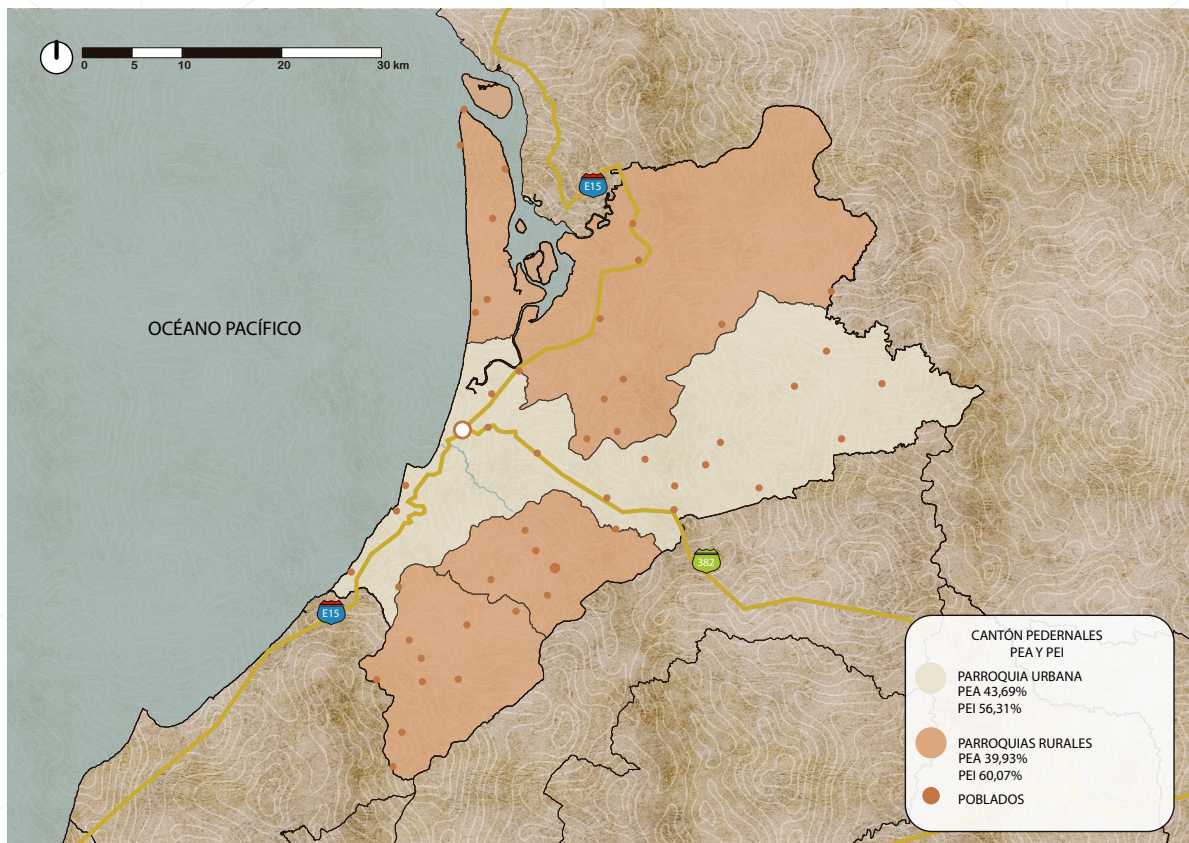 0 5 10 20 30 km
E15
OCÉANO PACÍFICO
382
E15
CANTÓN PEDERNALES
PEA Y PEI
PARROQUIA URBANA
PEA 43,69%
PEI 56,31%
PARROQUIAS RURALES
PEA 39,93%
PEI 60,07%
POBLADOS